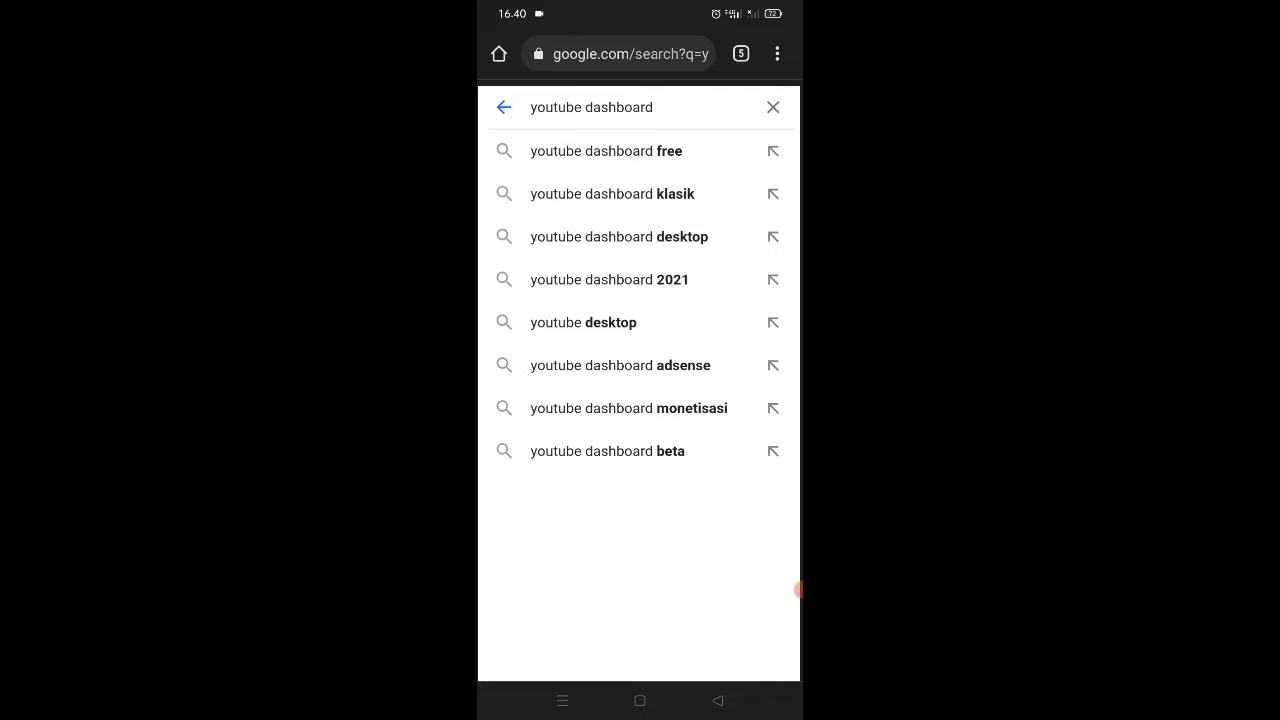 16.40
72
google.com/search?q=y
5
youtube dashboard
youtube dashboard free
youtube dashboard klasik
youtube dashboard desktop
youtube dashboard 2021
youtube desktop
youtube dashboard adsense
youtube dashboard monetisasi
youtube dashboard beta